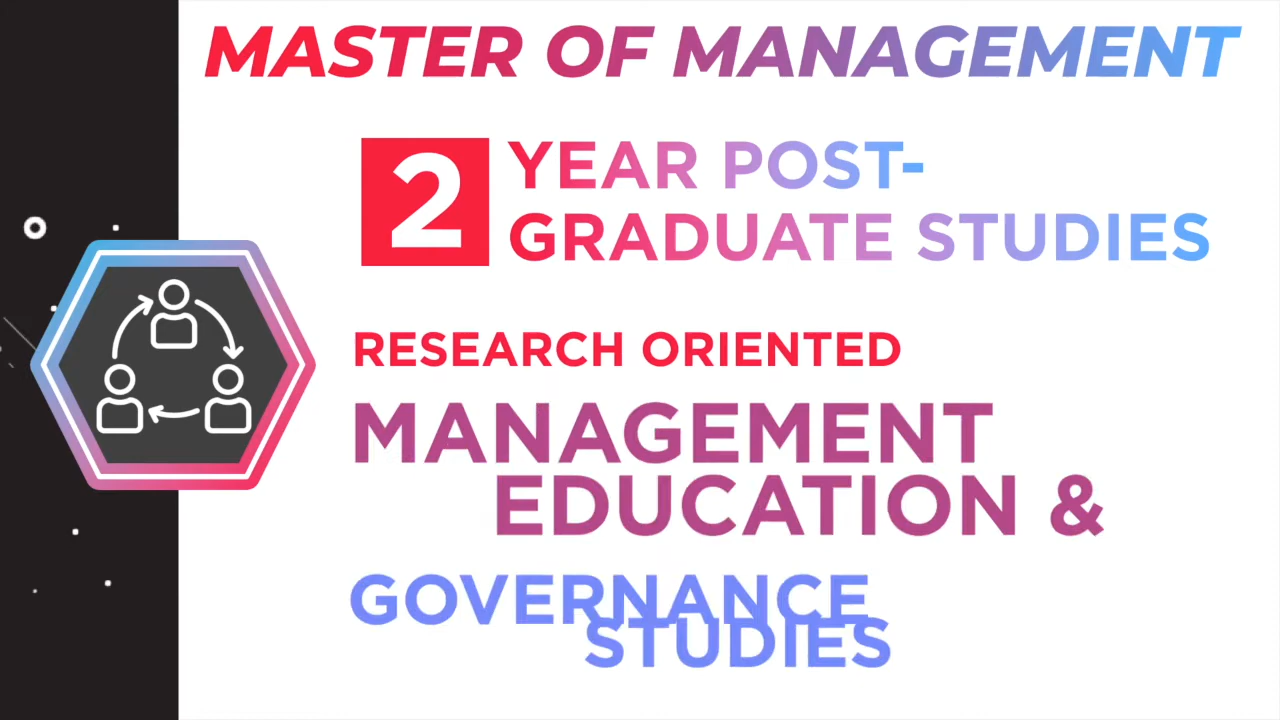 MASTER OF MANAGEMENT
2 YEAR POST-
GRADUATE STUDIES
RESEARCH ORIENTED
MANAGEMENT
EDUCATION &
GOVERNANCE
STUDIES